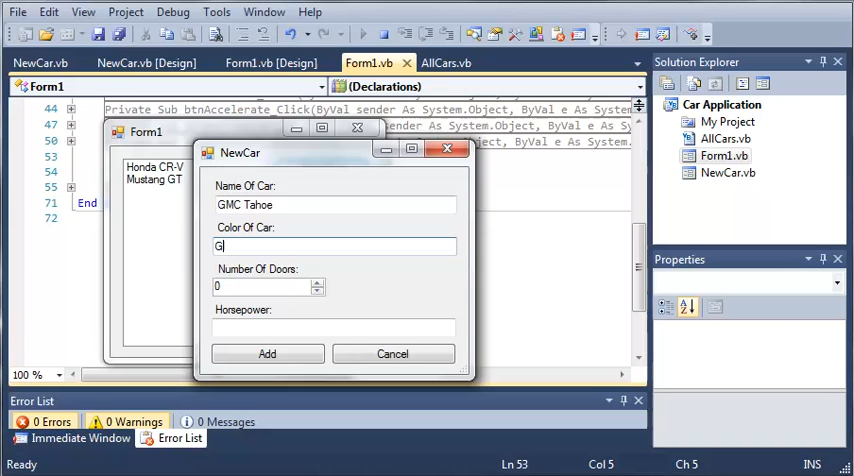 File Edit View Project Debug Tools Window Help
NewCar.vb NewCar.vb [Design] Form1.vb [Design] Form1.vb AllCars.vb
Form1 (Declarations)
44 Private Sub btnAccelerate_Click(ByVal sender As System.Object, ByVal e As System.
47 ByVal e As System.
50 ByVal e As System.
53
54
55
71 End
72
Form1
Honda CR-V
Mustang GT
NewCar
Name Of Car:
GMC Tahoe
Color Of Car:
G
Number Of Doors:
0
Horsepower:
Add Cancel
100 %
Error List
0 Errors 0 Warnings 0 Messages
Immediate Window Error List
Ready Ln 53 Col 5 Ch 5 INS
Solution Explorer
Car Application
My Project
AllCars.vb
Form1.vb
NewCar.vb
Properties